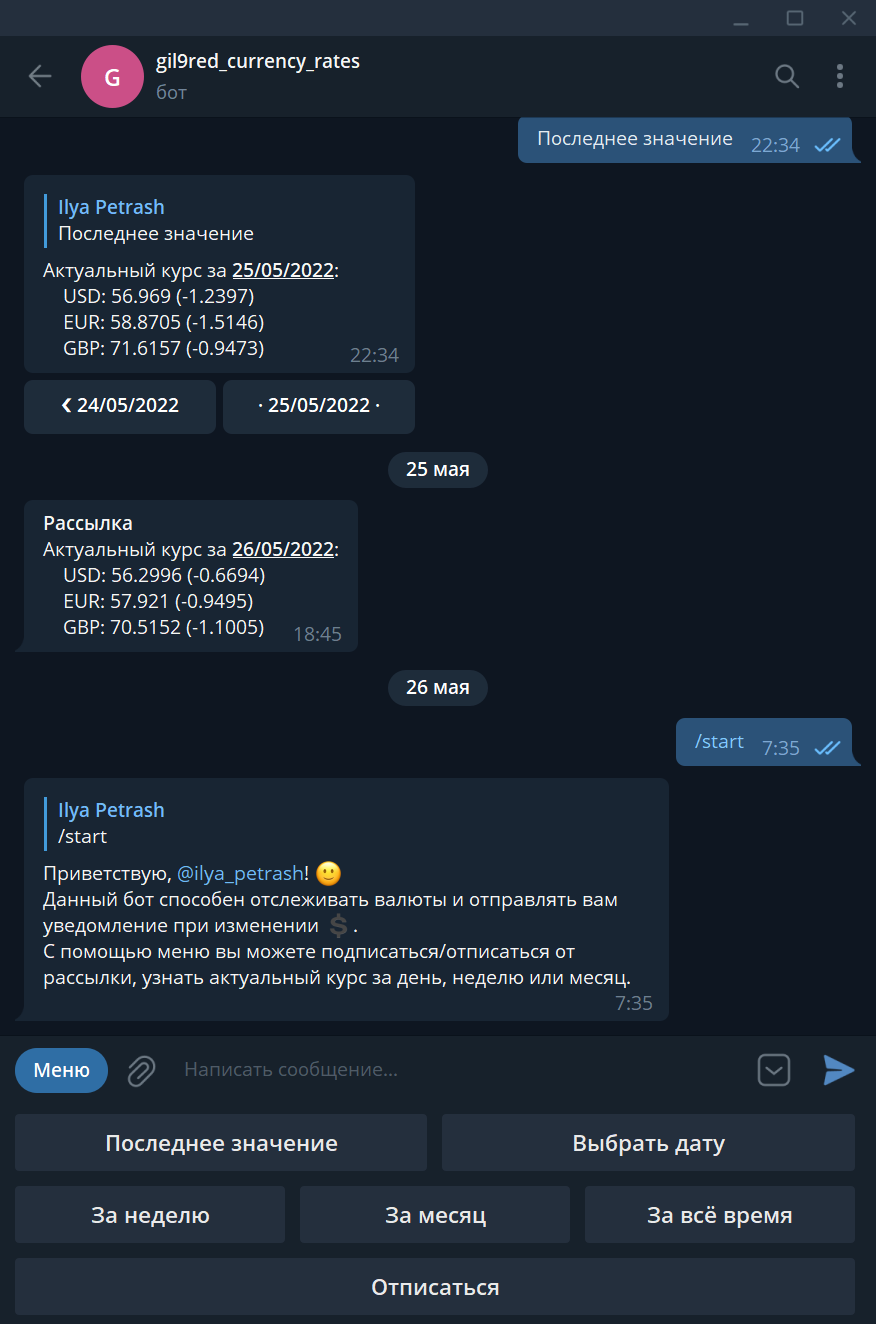 gil9red_currency_rates
G
бот
Последнее значение 22:34
Ilya Petrash
Последнее значение
Актуальный курс за 25/05/2022:
USD: 56.969 (-1.2397)
EUR: 58.8705 (-1.5146)
GBP: 71.6157 (-0.9473)
22:34
❮ 24/05/2022
· 25/05/2022 ·
25 мая
Рассылка
Актуальный курс за 26/05/2022:
USD: 56.2996 (-0.6694)
EUR: 57.921 (-0.9495)
GBP: 70.5152 (-1.1005)
18:45
26 мая
/start 7:35
Ilya Petrash
/start
Приветствую, @ilya_petrash! 🙂
Данный бот способен отслеживать валюты и отправлять вам
уведомление при изменении 💲.
С помощью меню вы можете подписаться/отписаться от
рассылки, узнать актуальный курс за день, неделю или месяц.
7:35
Меню
Написать сообщение...
Последнее значение
Выбрать дату
За неделю
За месяц
За всё время
Отписаться